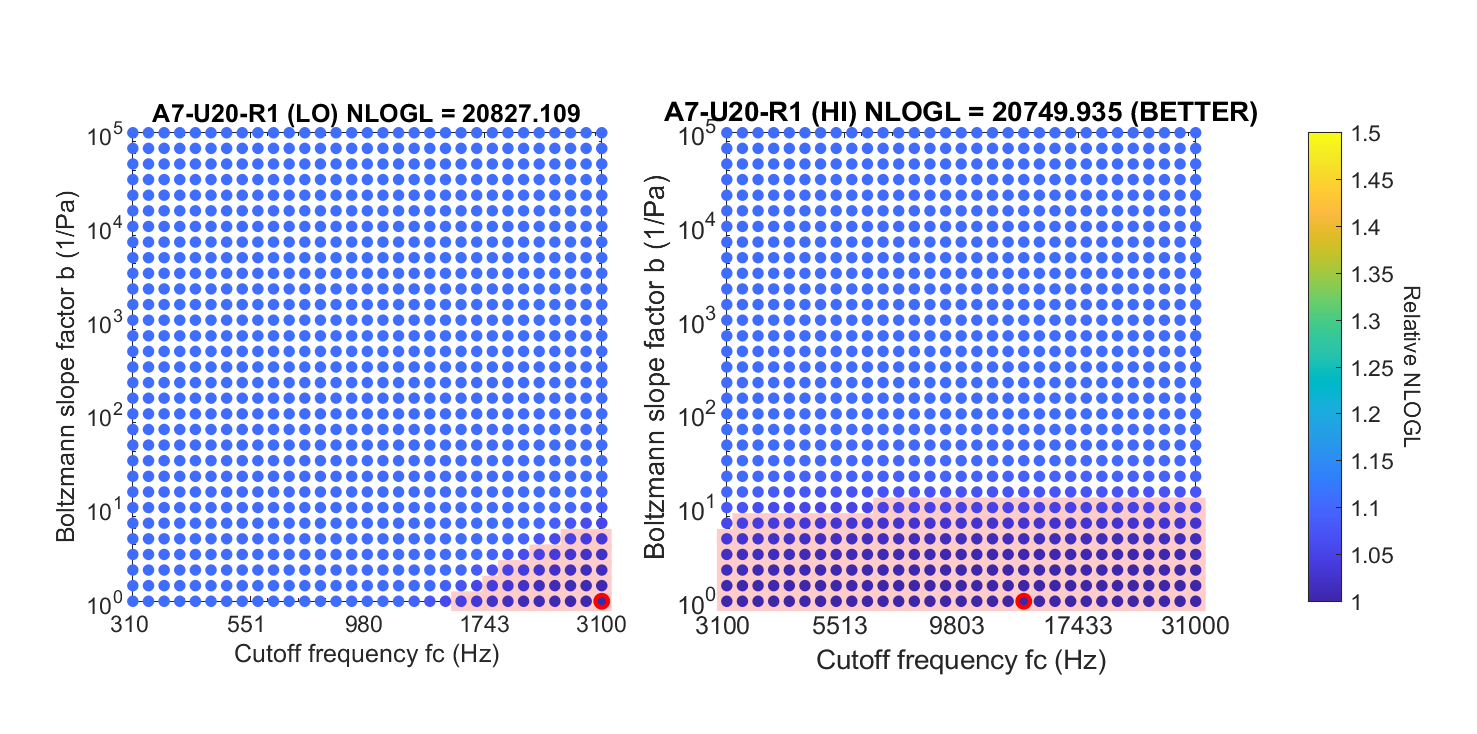 A7-U20-R1 (LO) NLOGL = 20827.109
10^5
10^4
10^3
10^2
10^1
10^0
Boltzmann slope factor b (1/Pa)
310 551 980 1743 3100
Cutoff frequency fc (Hz)
A7-U20-R1 (HI) NLOGL = 20749.935 (BETTER)
10^5
10^4
10^3
10^2
10^1
10^0
Boltzmann slope factor b (1/Pa)
3100 5513 9803 17433 31000
Cutoff frequency fc (Hz)
1.5
1.45
1.4
1.35
1.3
1.25
1.2
1.15
1.1
1.05
1
Relative NLOGL